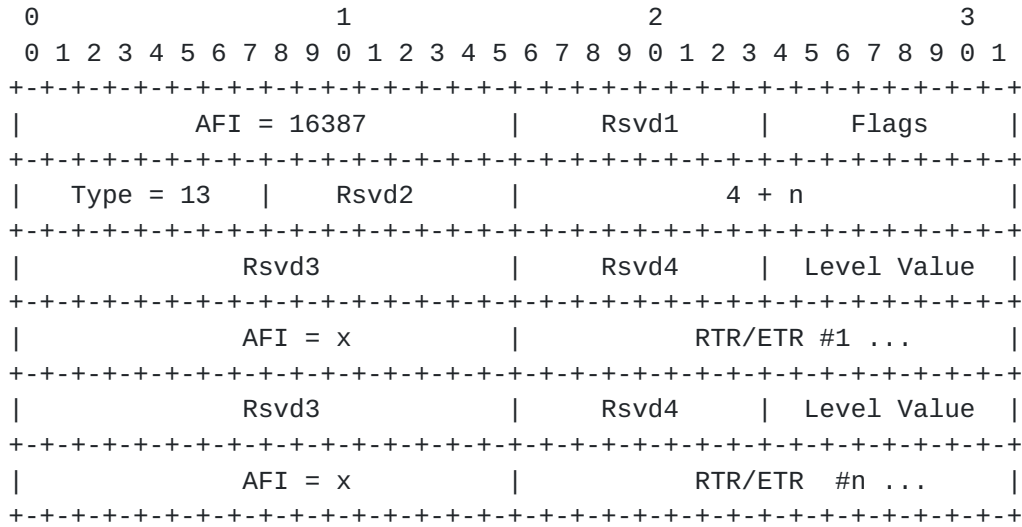 0                   1                   2                   3
 0 1 2 3 4 5 6 7 8 9 0 1 2 3 4 5 6 7 8 9 0 1 2 3 4 5 6 7 8 9 0 1
+-+-+-+-+-+-+-+-+-+-+-+-+-+-+-+-+-+-+-+-+-+-+-+-+-+-+-+-+-+-+-+-+
|           AFI = 16387         |     Rsvd1     |     Flags     |
+-+-+-+-+-+-+-+-+-+-+-+-+-+-+-+-+-+-+-+-+-+-+-+-+-+-+-+-+-+-+-+-+
|   Type = 13   |    Rsvd2      |             4 + n             |
+-+-+-+-+-+-+-+-+-+-+-+-+-+-+-+-+-+-+-+-+-+-+-+-+-+-+-+-+-+-+-+-+
|              Rsvd3            |     Rsvd4     |  Level Value  |
+-+-+-+-+-+-+-+-+-+-+-+-+-+-+-+-+-+-+-+-+-+-+-+-+-+-+-+-+-+-+-+-+
|              AFI = x          |           RTR/ETR #1 ...      |
+-+-+-+-+-+-+-+-+-+-+-+-+-+-+-+-+-+-+-+-+-+-+-+-+-+-+-+-+-+-+-+-+
|              Rsvd3            |     Rsvd4     |  Level Value  |
+-+-+-+-+-+-+-+-+-+-+-+-+-+-+-+-+-+-+-+-+-+-+-+-+-+-+-+-+-+-+-+-+
|              AFI = x          |           RTR/ETR  #n ...     |
+-+-+-+-+-+-+-+-+-+-+-+-+-+-+-+-+-+-+-+-+-+-+-+-+-+-+-+-+-+-+-+-+